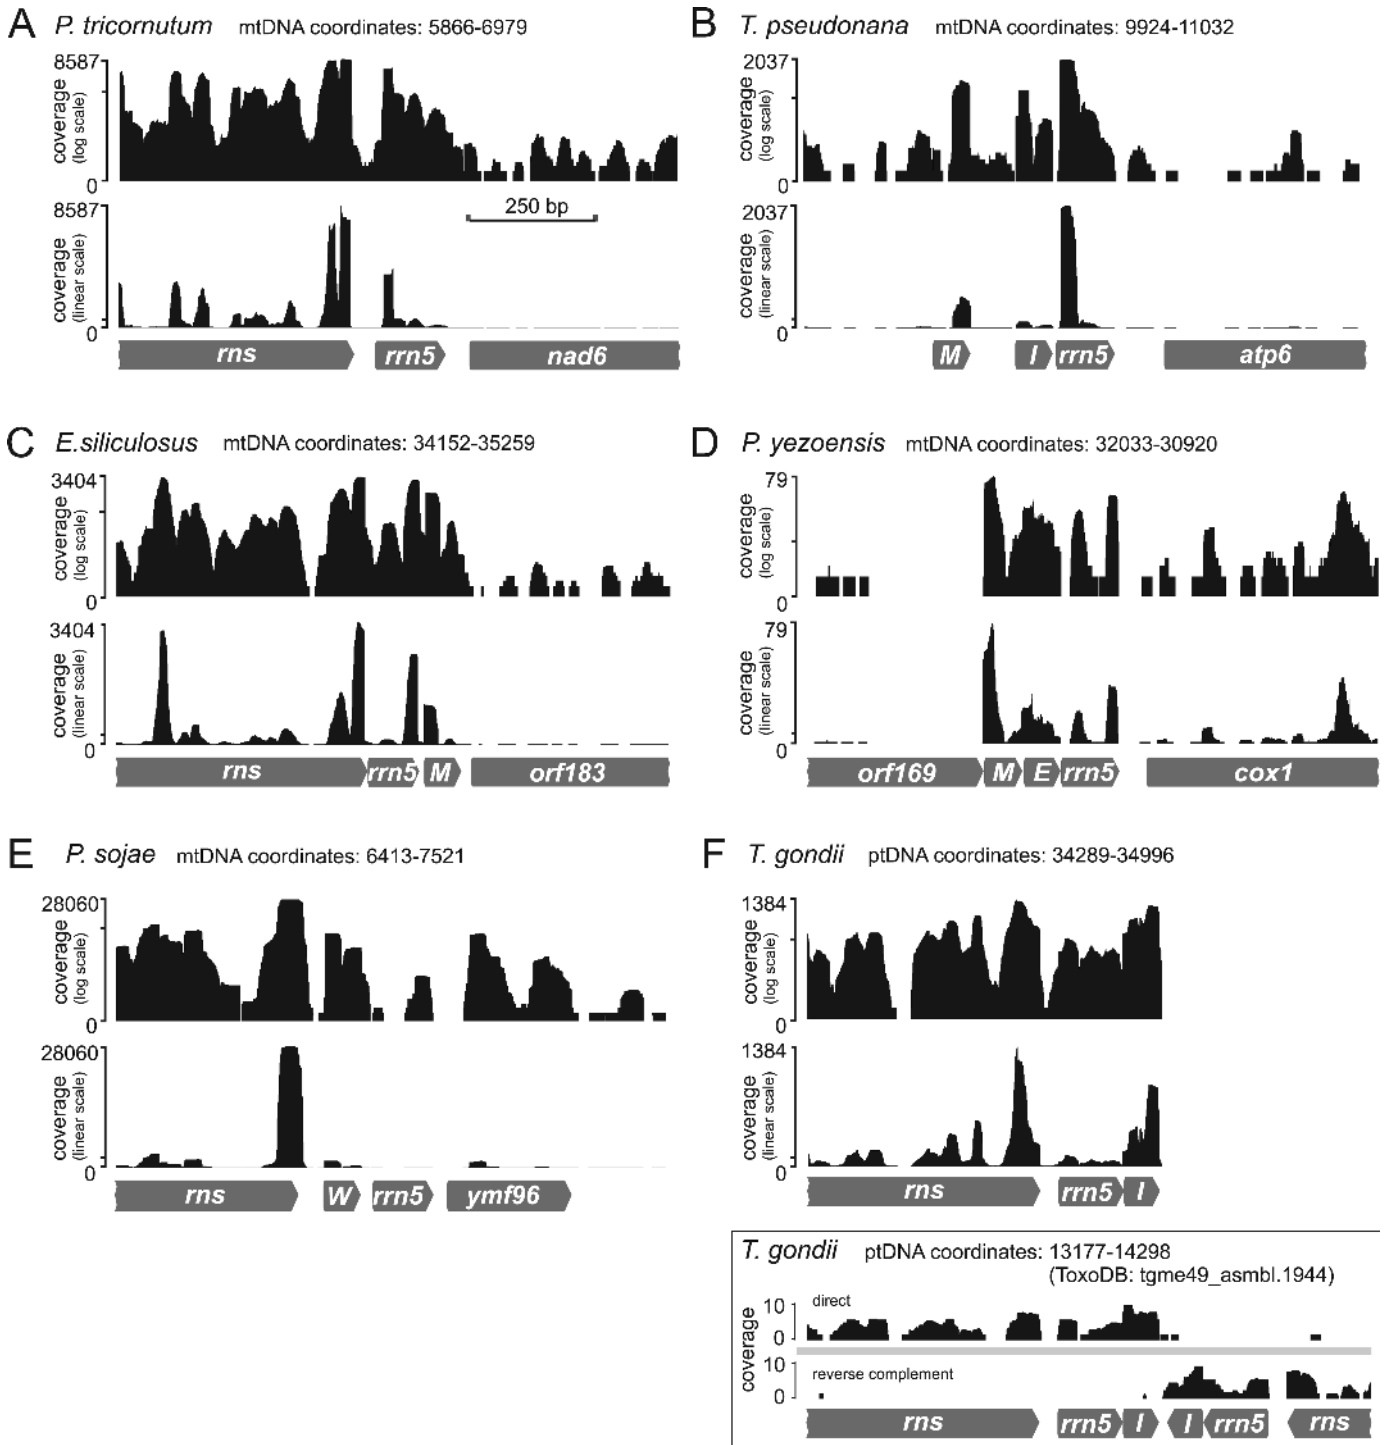 A P. tricornutum mtDNA coordinates: 5866-6979
8587
coverage
(log scale)
0
8587
250 bp
coverage
(linear scale)
0
rns rrn5 nad6
B T. pseudonana mtDNA coordinates: 9924-11032
2037
coverage
(log scale)
0
2037
coverage
(linear scale)
0
M I rrn5 atp6
C E.siliculosus mtDNA coordinates: 34152-35259
3404
coverage
(log scale)
0
3404
coverage
(linear scale)
0
rns rrn5 M orf183
D P. yezoensis mtDNA coordinates: 32033-30920
79
coverage
(log scale)
0
79
coverage
(linear scale)
0
orf169 M E rrn5 cox1
E P. sojae mtDNA coordinates: 6413-7521
28060
coverage
(log scale)
0
28060
coverage
(linear scale)
0
rns W rrn5 ymf96
F T. gondii ptDNA coordinates: 34289-34996
1384
coverage
(log scale)
0
1384
coverage
(linear scale)
0
rns rrn5 I
T. gondii ptDNA coordinates: 13177-14298
(ToxoDB: tgme49_asmbl.1944)
coverage
10 direct
0
10 reverse complement
0
rns rrn5 I I rrn5 rns